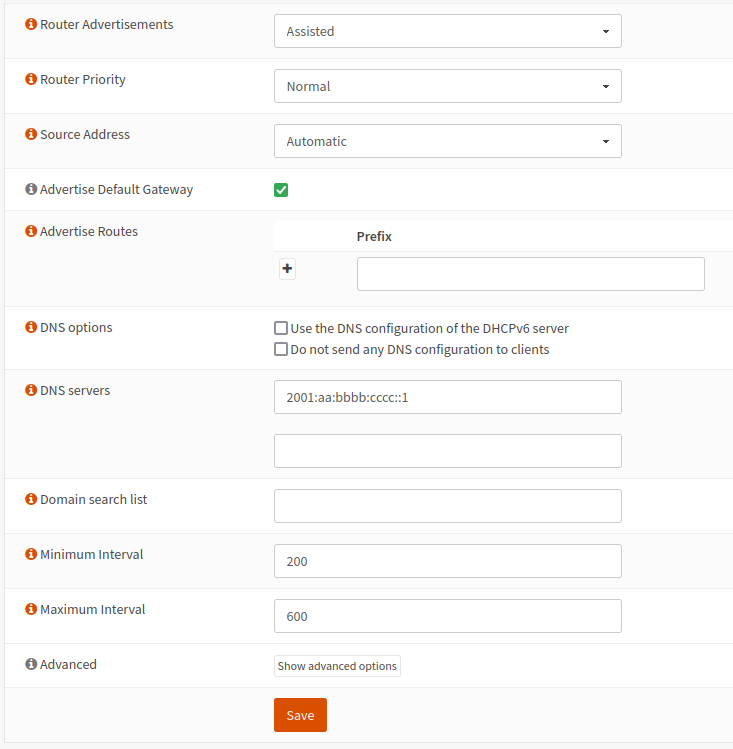 Router Advertisements
Assisted
Router Priority
Normal
Source Address
Automatic
Advertise Default Gateway
Advertise Routes
Prefix
DNS options
Use the DNS configuration of the DHCPv6 server
Do not send any DNS configuration to clients
DNS servers
2001:aa:bbbb:cccc::1
Domain search list
Minimum Interval
200
Maximum Interval
600
Advanced
Show advanced options
Save